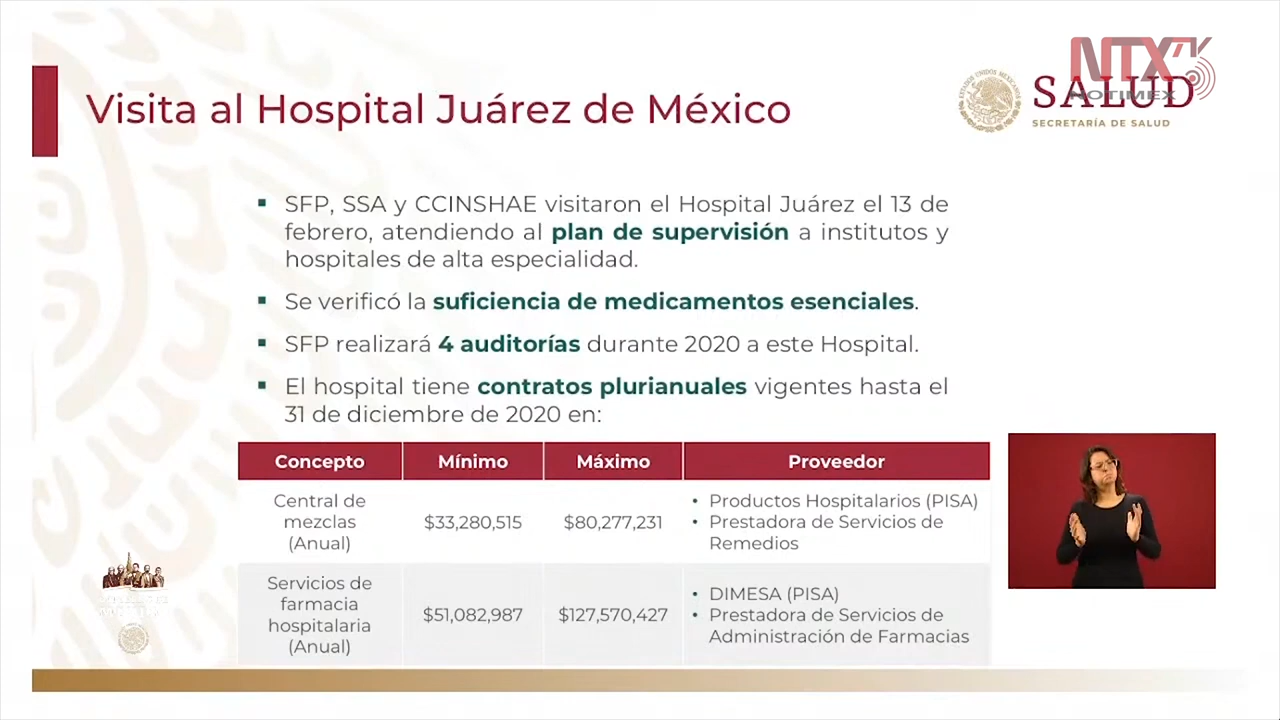 NTX
NOTIMEX
SALUD
SECRETARÍA DE SALUD
Visita al Hospital Juárez de México
▪ SFP, SSA y CCINSHAE visitaron el Hospital Juárez el 13 de
febrero, atendiendo al plan de supervisión a institutos y
hospitales de alta especialidad.
▪ Se verificó la suficiencia de medicamentos esenciales.
▪ SFP realizará 4 auditorías durante 2020 a este Hospital.
▪ El hospital tiene contratos plurianuales vigentes hasta el
31 de diciembre de 2020 en:
Concepto Mínimo Máximo Proveedor
Central de
mezclas
(Anual)
$33,280,515
$80,277,231
• Productos Hospitalarios (PISA)
• Prestadora de Servicios de
Remedios
Servicios de
farmacia
hospitalaria
(Anual)
$51,082,987
$127,570,427
• DIMESA (PISA)
• Prestadora de Servicios de
Administración de Farmacias